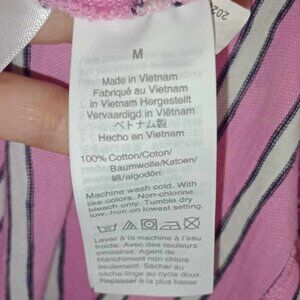 M
Made in Vietnam
Fabriqué au Vietnam
In Vietnam Hergestellt
Vervaardigd in Vietnam
ベトナム製
Hecho en Vietnam
100% Cotton/Coton/
Baumwolle/Katoen/
綿/algodón
Machine wash cold. With
like colors. Non-chlorine
bleach only. Tumble dry
low. Iron on lowest setting.
Laver à la machine à l'eau
froide. Avec des couleurs
similaires. Agent de
blanchiment non chloré
seulement. Sécher au
sèche-linge au cycle doux.
Repasser à la plus basse
202